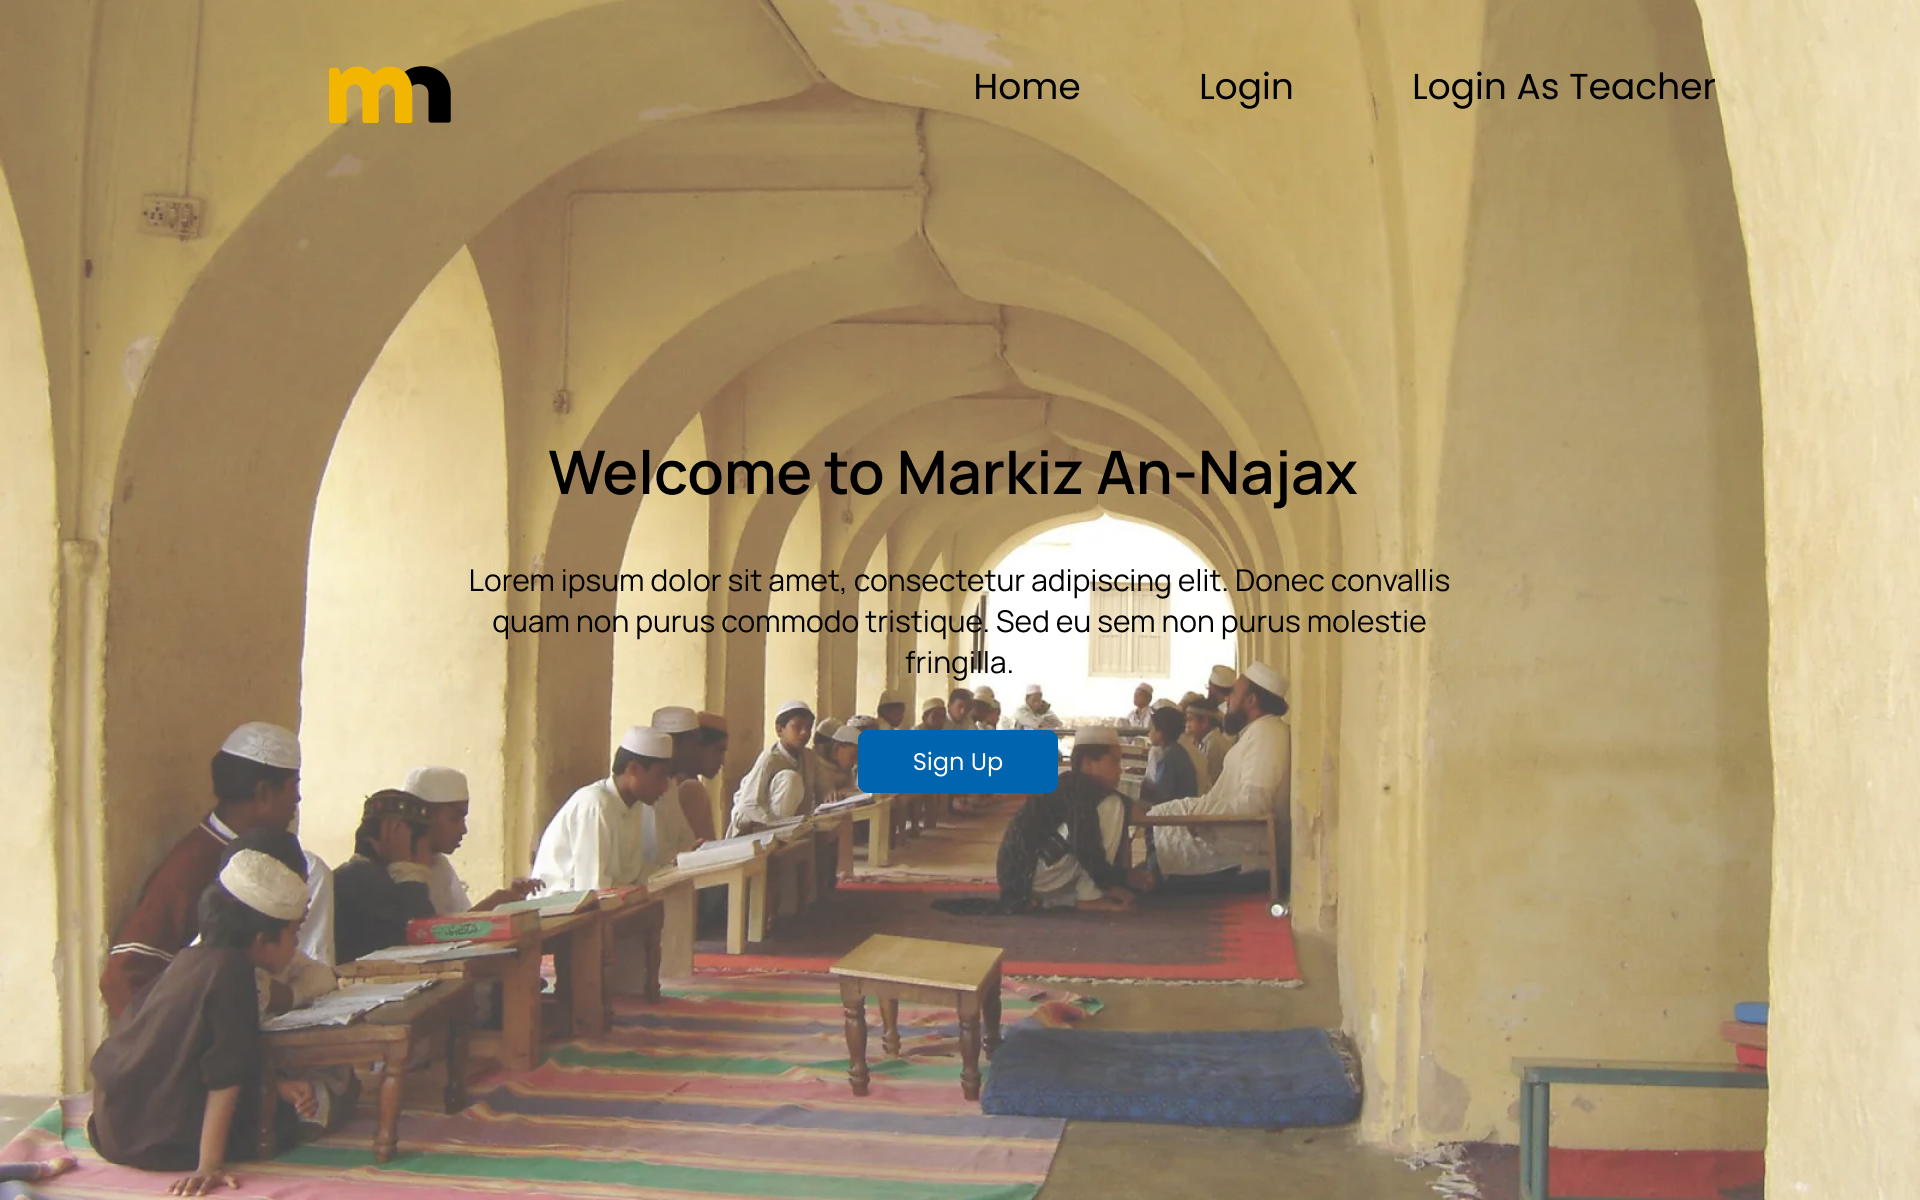 mn
Home
Login
Login As Teacher
Welcome to Markiz An-Najax
Lorem ipsum dolor sit amet, consectetur adipiscing elit. Donec convallis
quam non purus commodo tristique. Sed eu sem non purus molestie
fringilla.
Sign Up